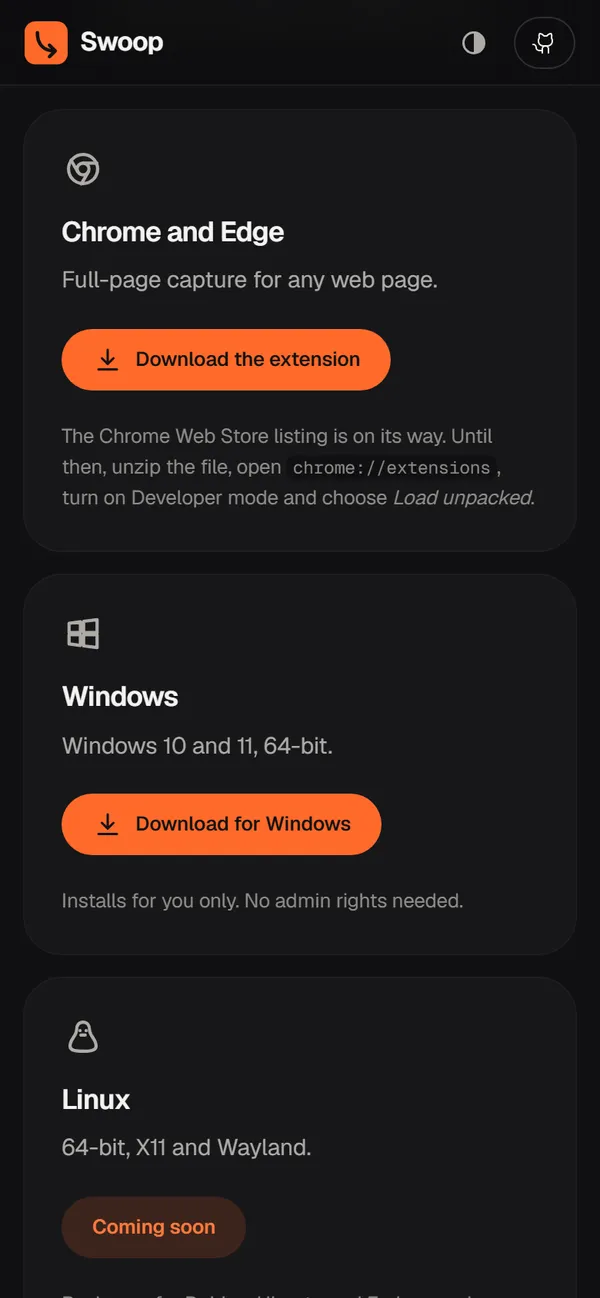 Swoop
Chrome and Edge
Full-page capture for any web page.
Download the extension
The Chrome Web Store listing is on its way. Until
then, unzip the file, open chrome://extensions,
turn on Developer mode and choose Load unpacked.
Windows
Windows 10 and 11, 64-bit.
Download for Windows
Installs for you only. No admin rights needed.
Linux
64-bit, X11 and Wayland.
Coming soon